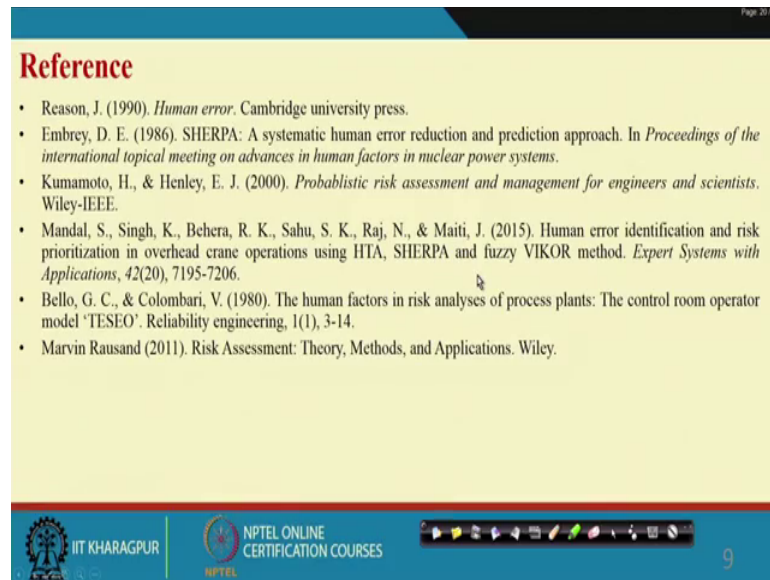 Page: 20
Reference
• Reason, J. (1990). Human error. Cambridge university press.
• Embrey, D. E. (1986). SHERPA: A systematic human error reduction and prediction approach. In Proceedings of the
international topical meeting on advances in human factors in nuclear power systems.
• Kumamoto, H., & Henley, E. J. (2000). Probablistic risk assessment and management for engineers and scientists.
Wiley-IEEE.
• Mandal, S., Singh, K., Behera, R. K., Sahu, S. K., Raj, N., & Maiti, J. (2015). Human error identification and risk
prioritization in overhead crane operations using HTA, SHERPA and fuzzy VIKOR method. Expert Systems with
Applications, 42(20), 7195-7206.
• Bello, G. C., & Colombari, V. (1980). The human factors in risk analyses of process plants: The control room operator
model ‘TESEO’. Reliability engineering, 1(1), 3-14.
• Marvin Rausand (2011). Risk Assessment: Theory, Methods, and Applications. Wiley.
IIT KHARAGPUR
NPTEL
NPTEL ONLINE
CERTIFICATION COURSES
9